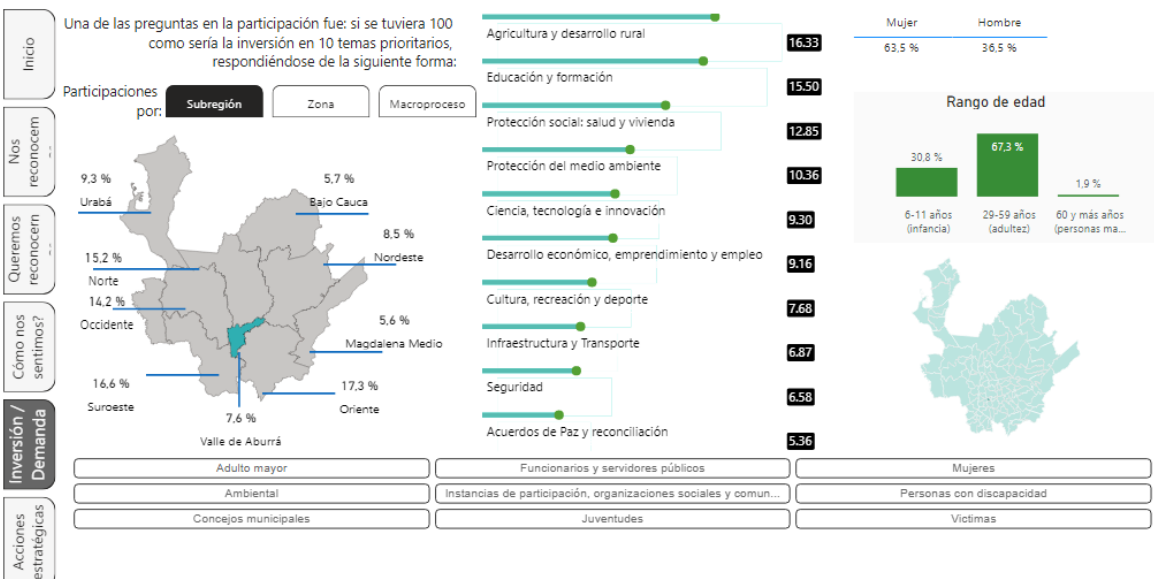 Inicio
Nos
reconocem
Queremos
reconocern
Cómo nos
sentimos?
Inversión /
Demanda
Acciones
estratégicas
Una de las preguntas en la participación fue: si se tuviera 100
como sería la inversión en 10 temas prioritarios,
respondiéndose de la siguiente forma:
Participaciones
por:
Subregión
Zona
Macroproceso
9,3 %
Urabá
5,7 %
Bajo Cauca
8,5 %
Nordeste
15,2 %
Norte
14,2 %
Occidente
5,6 %
Magdalena Medio
16,6 %
Suroeste
17,3 %
Oriente
7,6 %
Valle de Aburrá
Agricultura y desarrollo rural
16.33
Educación y formación
15.50
Protección social: salud y vivienda
12.85
Protección del medio ambiente
10.36
Ciencia, tecnología e innovación
9.30
Desarrollo económico, emprendimiento y empleo
9.16
Cultura, recreación y deporte
7.68
Infraestructura y Transporte
6.87
Seguridad
6.58
Acuerdos de Paz y reconciliación
5.36
Mujer Hombre
63,5 % 36,5 %
Rango de edad
30,8 %
67,3 %
1,9 %
6-11 años
(infancia)
29-59 años
(adultez)
60 y más años
(personas ma...
Adulto mayor
Funcionarios y servidores públicos
Mujeres
Ambiental
Instancias de participación, organizaciones sociales y comun...
Personas con discapacidad
Concejos municipales
Juventudes
Victimas